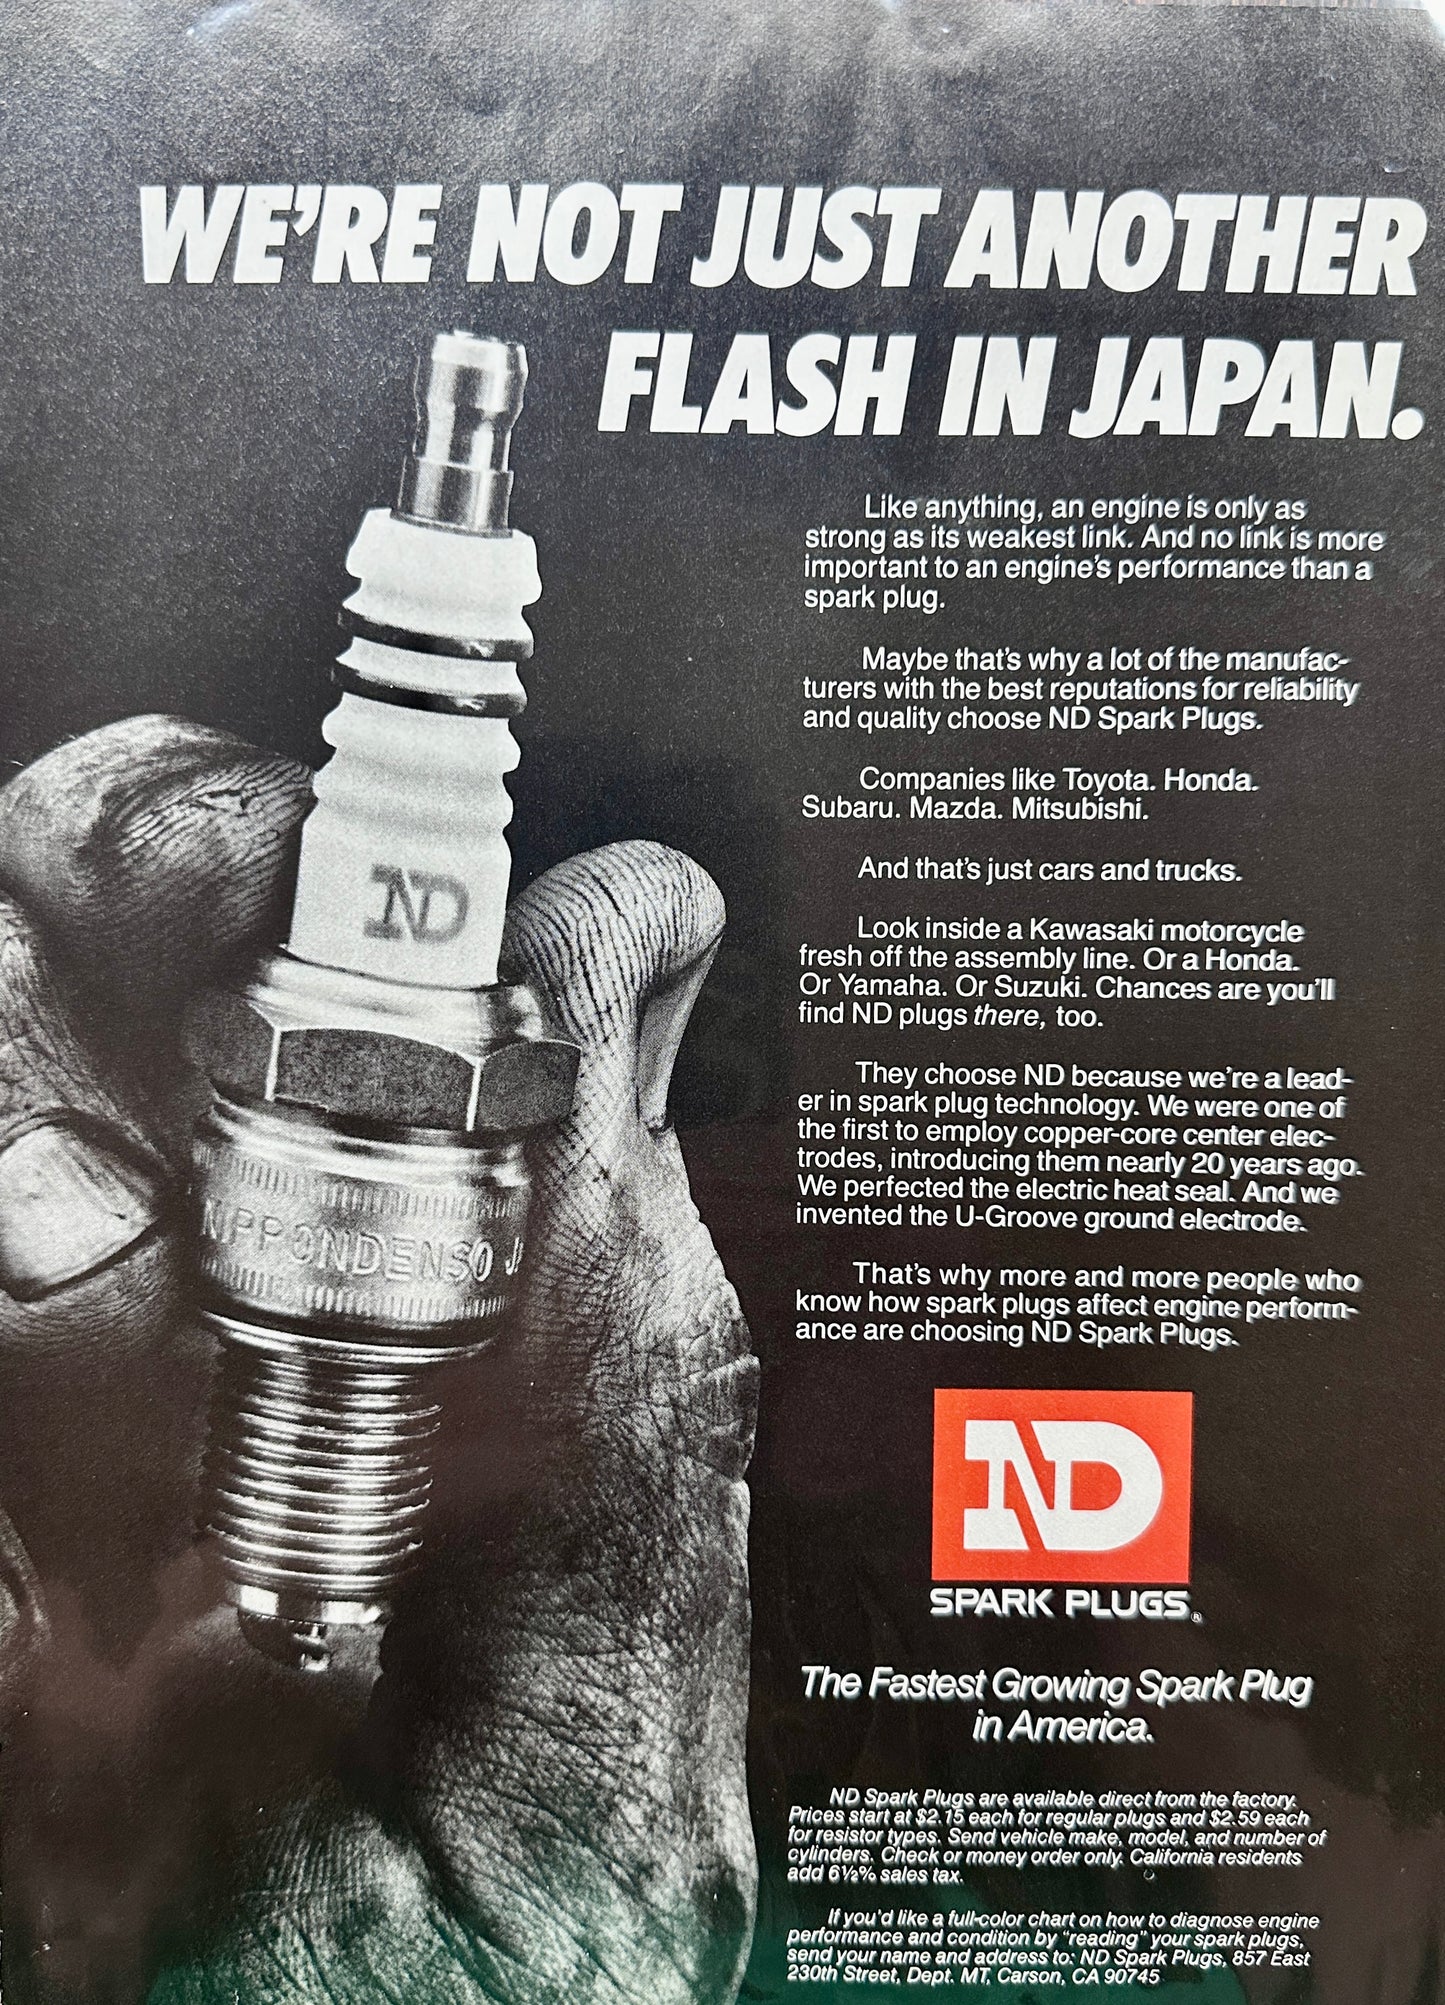 WE'RE NOT JUST ANOTHER
FLASH IN JAPAN.
Like anything, an engine is only as
strong as its weakest link. And no link is more
important to an engine's performance than a
spark plug.
Maybe that's why a lot of the manufac-
turers with the best reputations for reliability
and quality choose ND Spark Plugs.
Companies like Toyota. Honda.
Subaru. Mazda. Mitsubishi.
And that's just cars and trucks.
Look inside a Kawasaki motorcycle
fresh off the assembly line. Or a Honda.
Or Yamaha. Or Suzuki. Chances are you'll
find ND plugs there, too.
They choose ND because we're a lead-
er in spark plug technology. We were one of
the first to employ copper-core center elec-
trodes, introducing them nearly 20 years ago.
We perfected the electric heat seal. And we
invented the U-Groove ground electrode.
That's why more and more people who
know how spark plugs affect engine perform-
ance are choosing ND Spark Plugs.
ND
NIPPONDENSO
ND
SPARK PLUGS®
The Fastest Growing Spark Plug
in America.
ND Spark Plugs are available direct from the factory.
Prices start at $2.15 each for regular plugs and $2.59 each
for resistor types. Send vehicle make, model, and number of
cylinders. Check or money order only. California residents
add 6½% sales tax.
If you'd like a full-color chart on how to diagnose engine
performance and condition by "reading" your spark plugs,
send your name and address to: ND Spark Plugs, 857 East
230th Street, Dept. MT, Carson, CA 90745